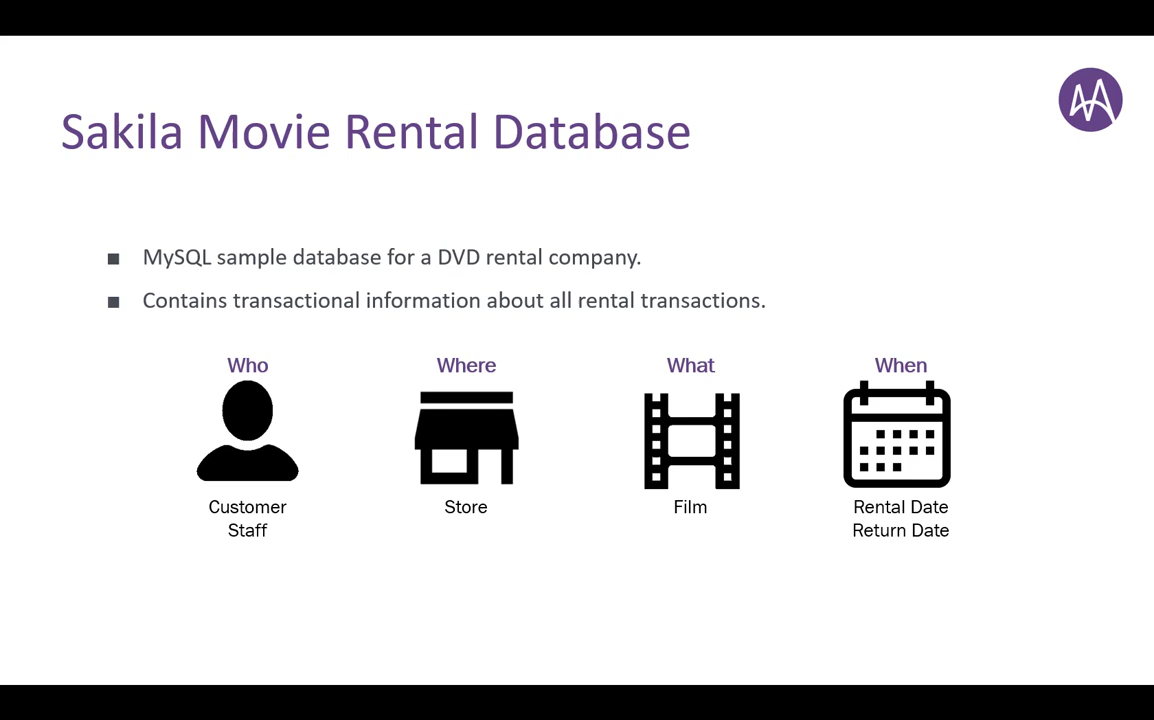 Sakila Movie Rental Database
■ MySQL sample database for a DVD rental company.
■ Contains transactional information about all rental transactions.
Who
Where
What
When
Customer
Staff
Store
Film
Rental Date
Return Date